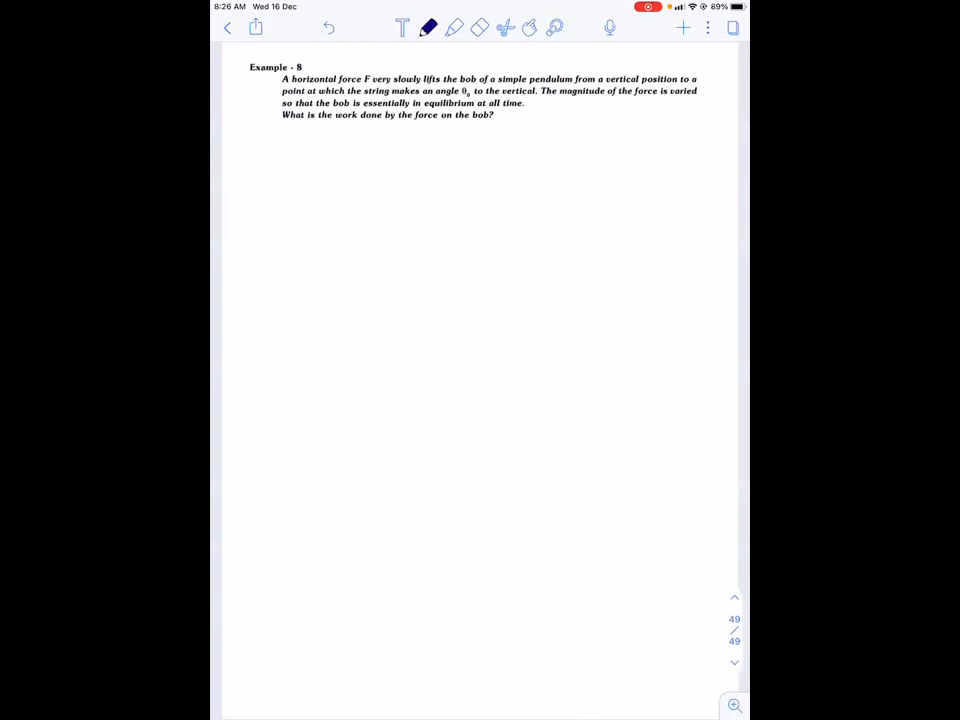 8:26 AM Wed 16 Dec 89%
T
Example - 8
A horizontal force F very slowly lifts the bob of a simple pendulum from a vertical position to a
point at which the string makes an angle θ₀ to the vertical. The magnitude of the force is varied
so that the bob is essentially in equilibrium at all time.
What is the work done by the force on the bob?
49
/
49